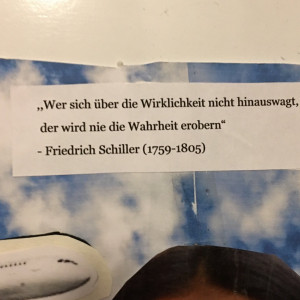 „Wer sich über die Wirklichkeit nicht hinauswagt,
der wird nie die Wahrheit erobern“
- Friedrich Schiller (1759-1805)